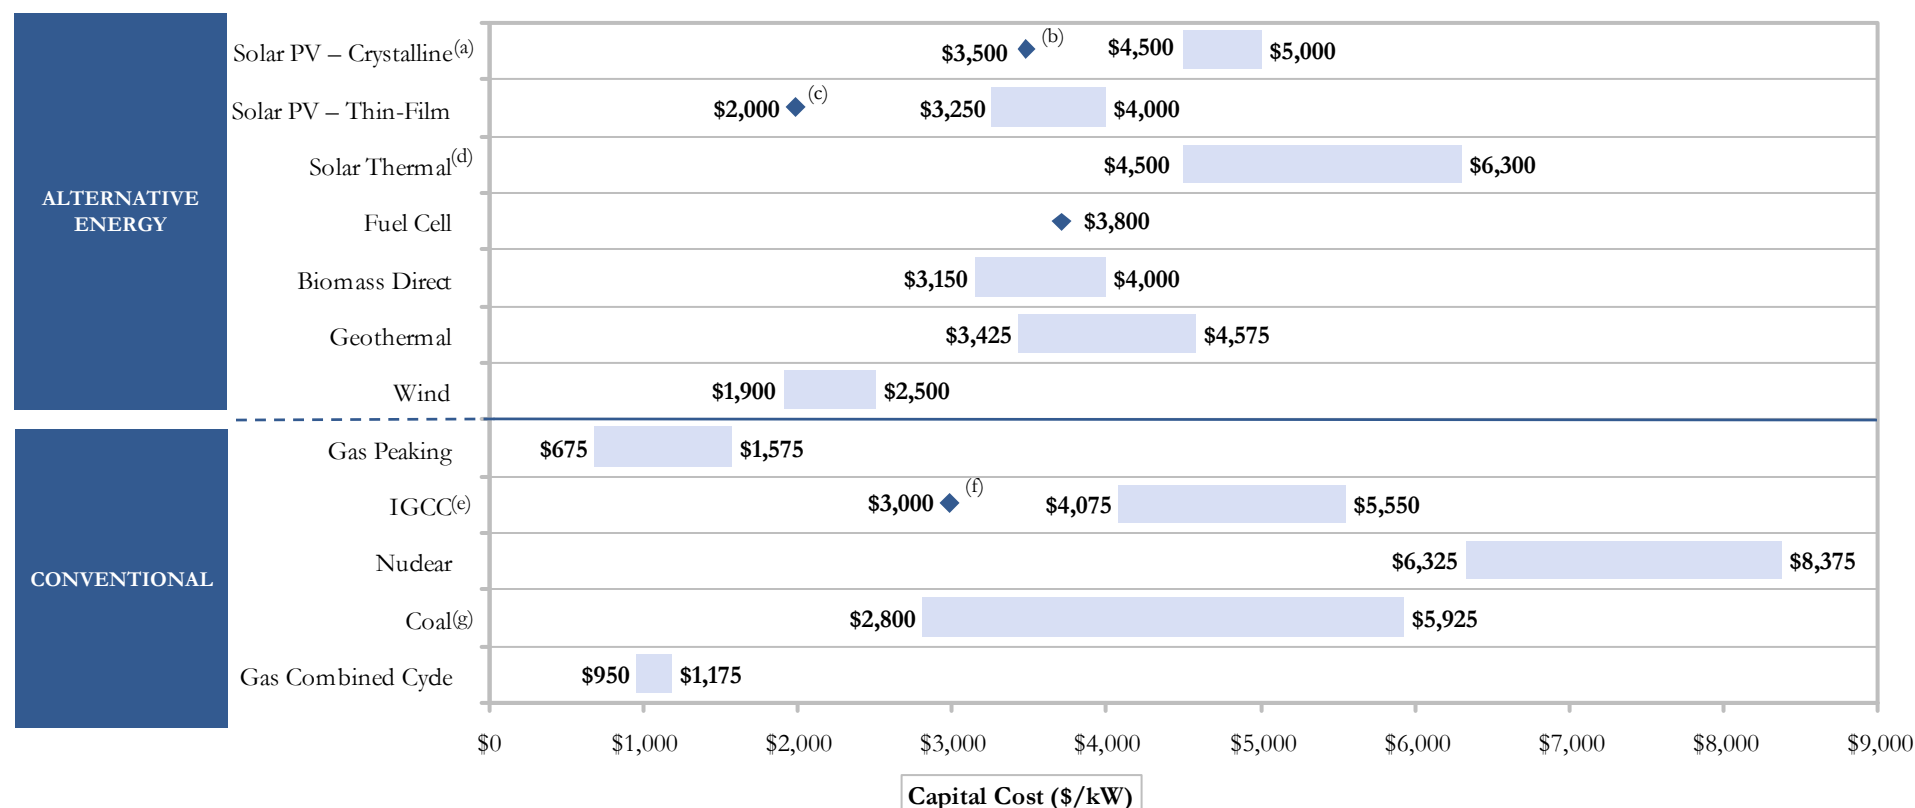 ALTERNATIVE
ENERGY
Solar PV – Crystalline(a) $3,500 (b) $4,500 $5,000
Solar PV – Thin-Film $2,000 (c) $3,250 $4,000
Solar Thermal(d) $4,500 $6,300
Fuel Cell $3,800
Biomass Direct $3,150 $4,000
Geothermal $3,425 $4,575
Wind $1,900 $2,500
CONVENTIONAL
Gas Peaking $675 $1,575
IGCC(e) $3,000 (f) $4,075 $5,550
Nuclear $6,325 $8,375
Coal(g) $2,800 $5,925
Gas Combined Cycle $950 $1,175
$0 $1,000 $2,000 $3,000 $4,000 $5,000 $6,000 $7,000 $8,000 $9,000
Capital Cost ($/kW)